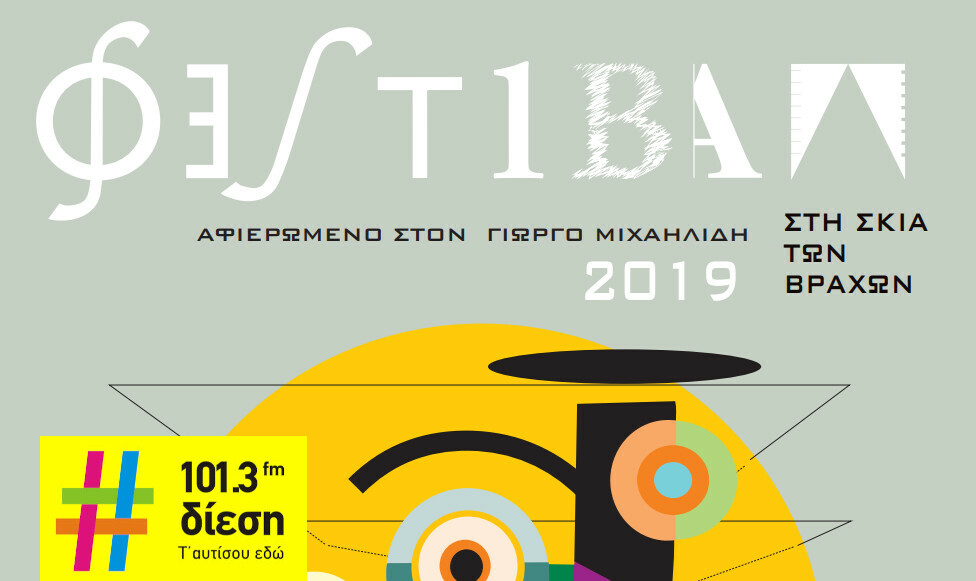 ΦΕΣΤΙΒΑΛ
ΑΦΙΕΡΩΜΕΝΟ ΣΤΟΝ ΓΙΩΡΓΟ ΜΙΧΑΗΛΙΔΗ
2019
ΣΤΗ ΣΚΙΑ
ΤΩΝ
ΒΡΑΧΩΝ
101.3 fm
δίεση
Τ΄αυτίσου εδώ